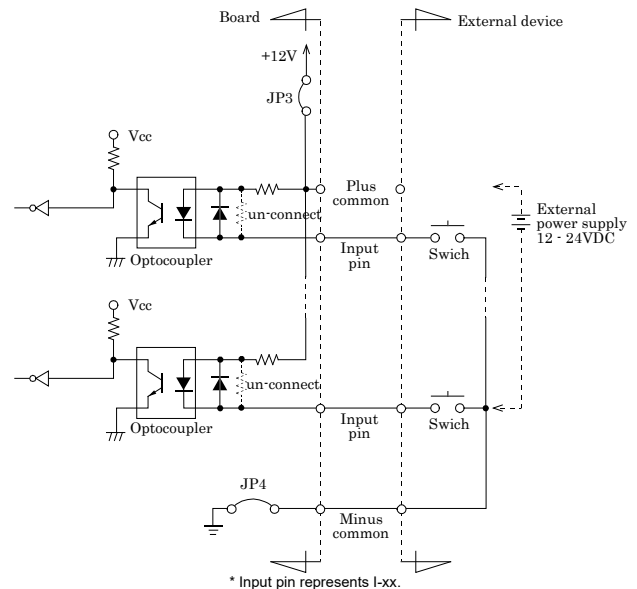 Board
External device
+12V
JP3
Vcc
Plus
common
un-connect
External
power supply
12 - 24VDC
Input
pin
Swich
Optocoupler
Vcc
un-connect
Input
pin
Swich
Optocoupler
JP4
Minus
common
* Input pin represents I-xx.